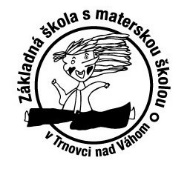 Základná škola s materskou školou
v Trnovci nad Váhom